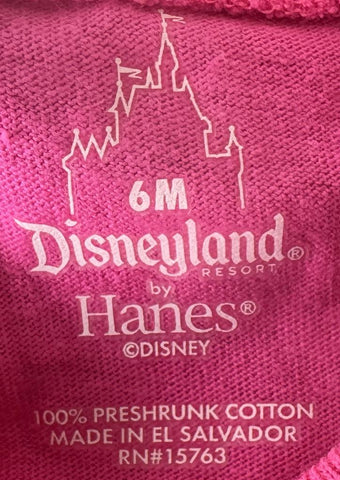 6M
Disneyland®
RESORT
by
Hanes®
©DISNEY
100% PRESHRUNK COTTON
MADE IN EL SALVADOR
RN#15763